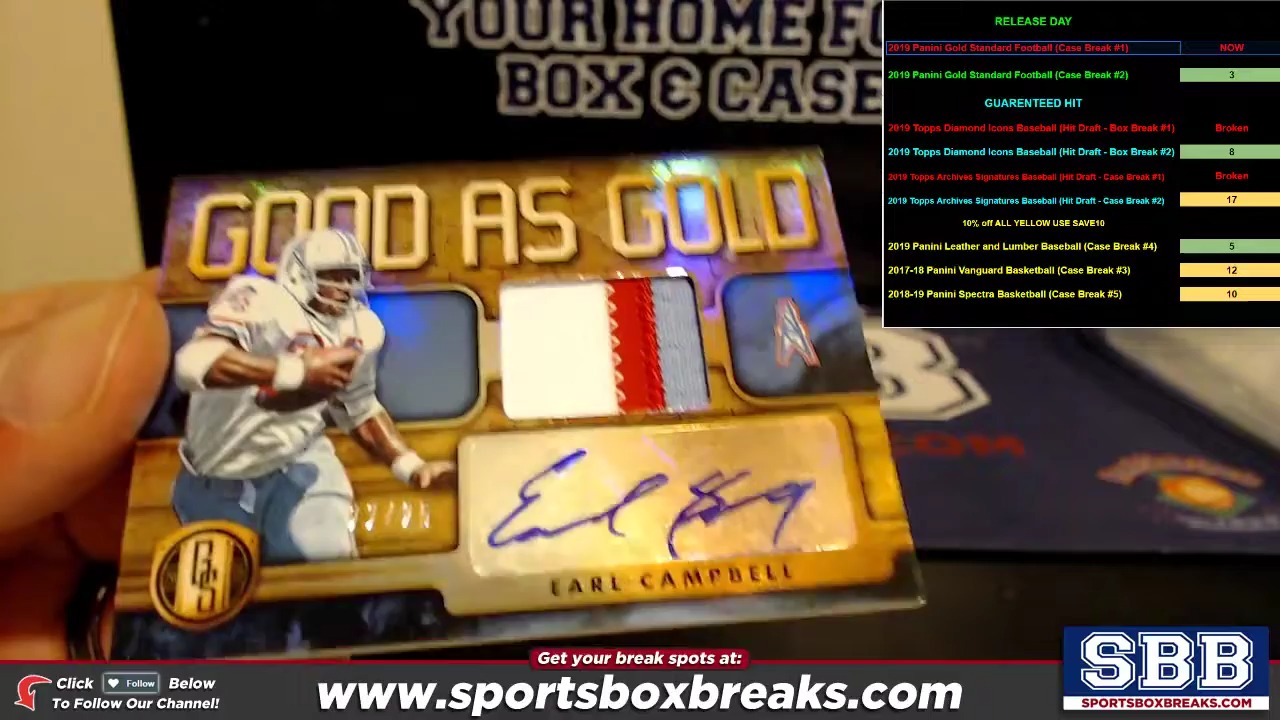 YOUR HOME FO
BOX & CASE
GOOD AS GOLD
EARL CAMPBELL
GS
RELEASE DAY
2019 Panini Gold Standard Football (Case Break #1) NOW
2019 Panini Gold Standard Football (Case Break #2) 3
GUARENTEED HIT
2019 Topps Diamond Icons Baseball (Hit Draft - Box Break #1) Broken
2019 Topps Diamond Icons Baseball (Hit Draft - Box Break #2) 8
2019 Topps Archives Signatures Baseball (Hit Draft - Case Break #1) Broken
2019 Topps Archives Signatures Baseball (Hit Draft - Case Break #2) 17
10% off ALL YELLOW USE SAVE10
2019 Panini Leather and Lumber Baseball (Case Break #4) 5
2017-18 Panini Vanguard Basketball (Case Break #3) 12
2018-19 Panini Spectra Basketball (Case Break #5) 10
B
.COM
Get your break spots at:
Click Follow Below
To Follow Our Channel!
www.sportsboxbreaks.com
SBB
SPORTSBOXBREAKS.COM